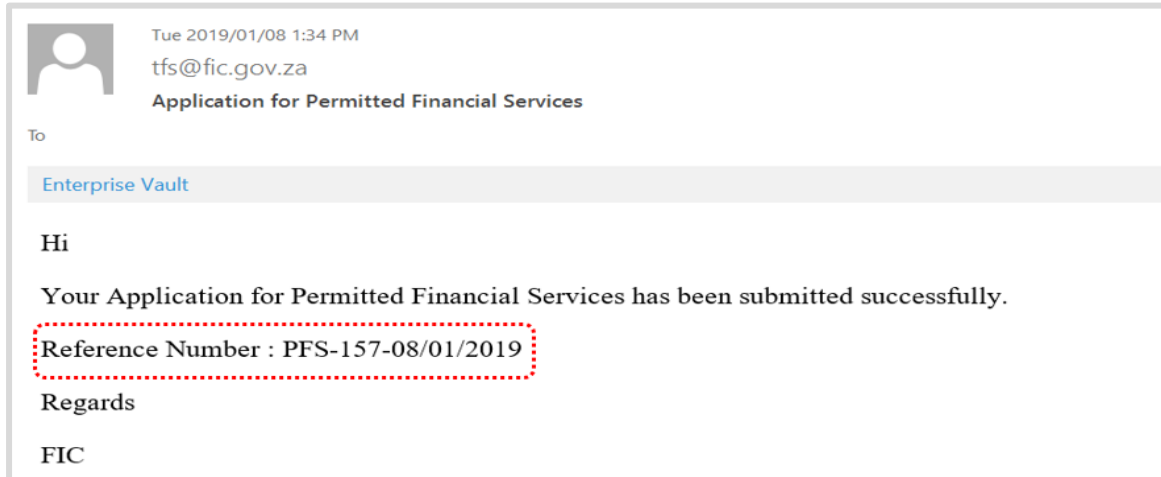 Tue 2019/01/08 1:34 PM
tfs@fic.gov.za
Application for Permitted Financial Services
To
Enterprise Vault
Hi
Your Application for Permitted Financial Services has been submitted successfully.
Reference Number : PFS-157-08/01/2019
Regards
FIC